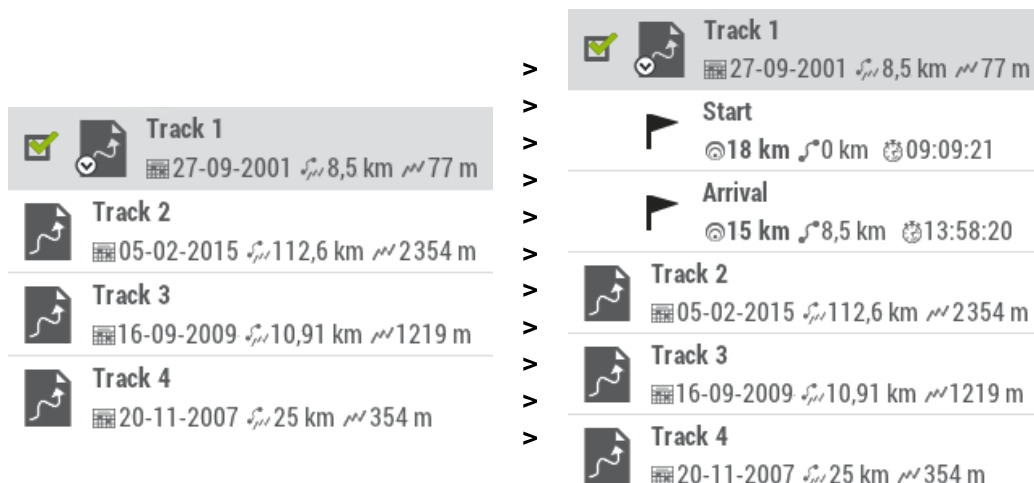 Track 1
27-09-2001 8,5 km 77 m
Track 2
05-02-2015 112,6 km 2354 m
Track 3
16-09-2009 10,91 km 1219 m
Track 4
20-11-2007 25 km 354 m
>
>
>
>
>
>
>
>
>
>
>
Track 1
27-09-2001 8,5 km 77 m
Start
18 km 0 km 09:09:21
Arrival
15 km 8,5 km 13:58:20
Track 2
05-02-2015 112,6 km 2354 m
Track 3
16-09-2009 10,91 km 1219 m
Track 4
20-11-2007 25 km 354 m